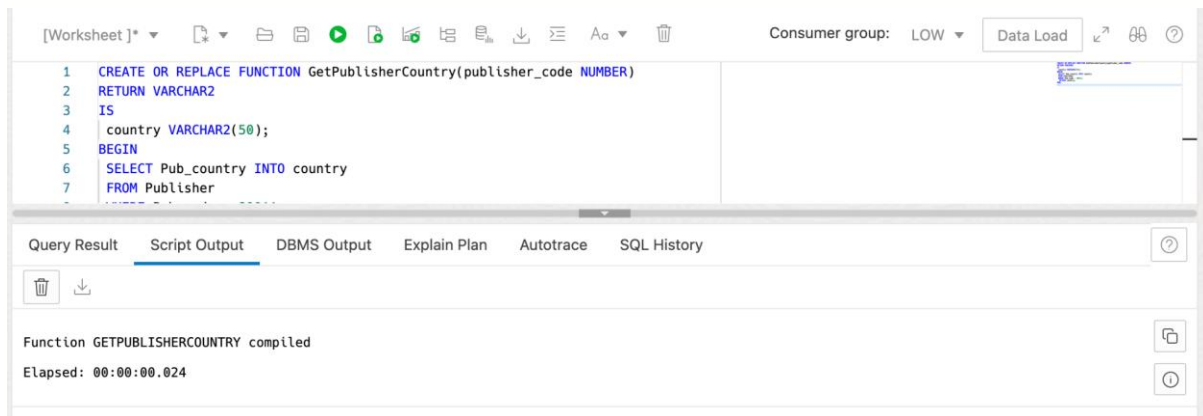 [Worksheet ]* Aa Consumer group: LOW Data Load
1 CREATE OR REPLACE FUNCTION GetPublisherCountry(publisher_code NUMBER)
2 RETURN VARCHAR2
3 IS
4 country VARCHAR2(50);
5 BEGIN
6 SELECT Pub_country INTO country
7 FROM Publisher
Query Result Script Output DBMS Output Explain Plan Autotrace SQL History
Function GETPUBLISHERCOUNTRY compiled
Elapsed: 00:00:00.024